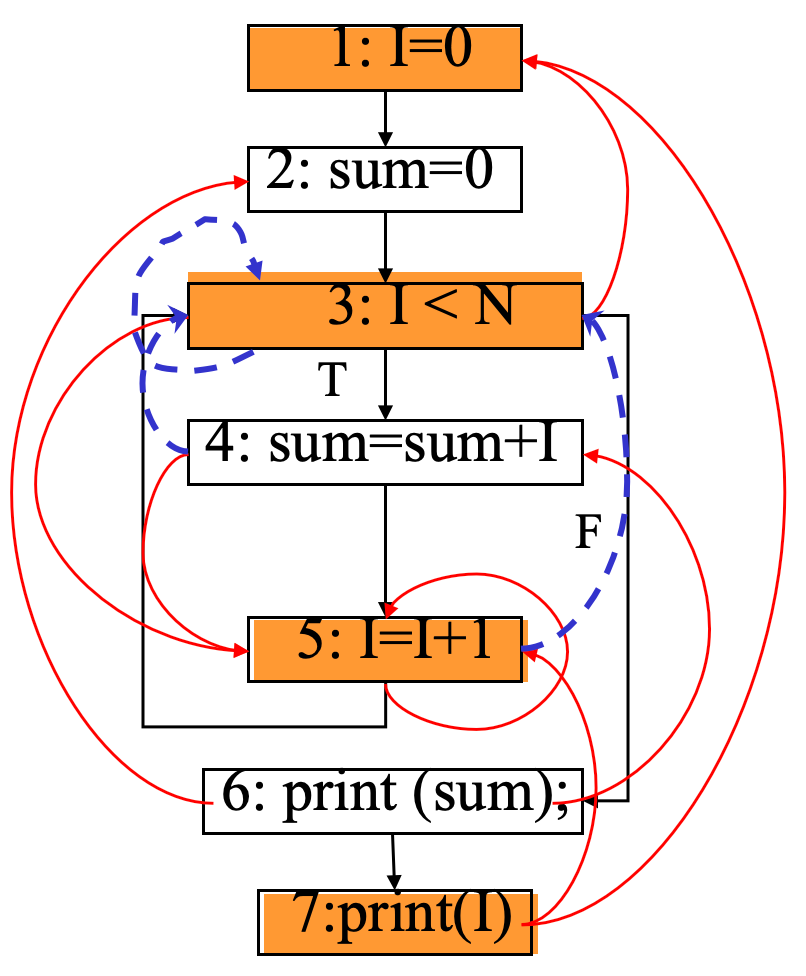 1: I=0
2: sum=0
3: I < N
T
4: sum=sum+I
F
5: I=I+1
6: print (sum);
7:print(I)